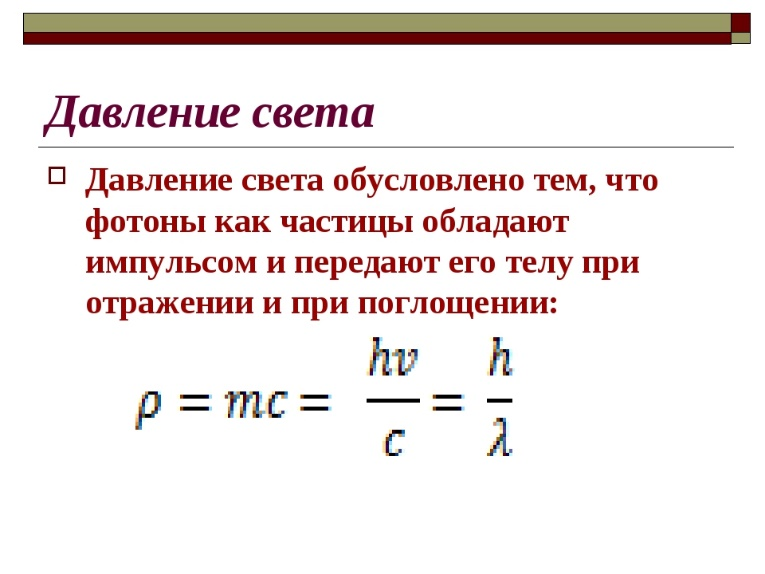 Давление света
Давление света обусловлено тем, что
фотоны как частицы обладают
импульсом и передают его телу при
отражении и при поглощении:
ρ = mc = hν/c = h/λ